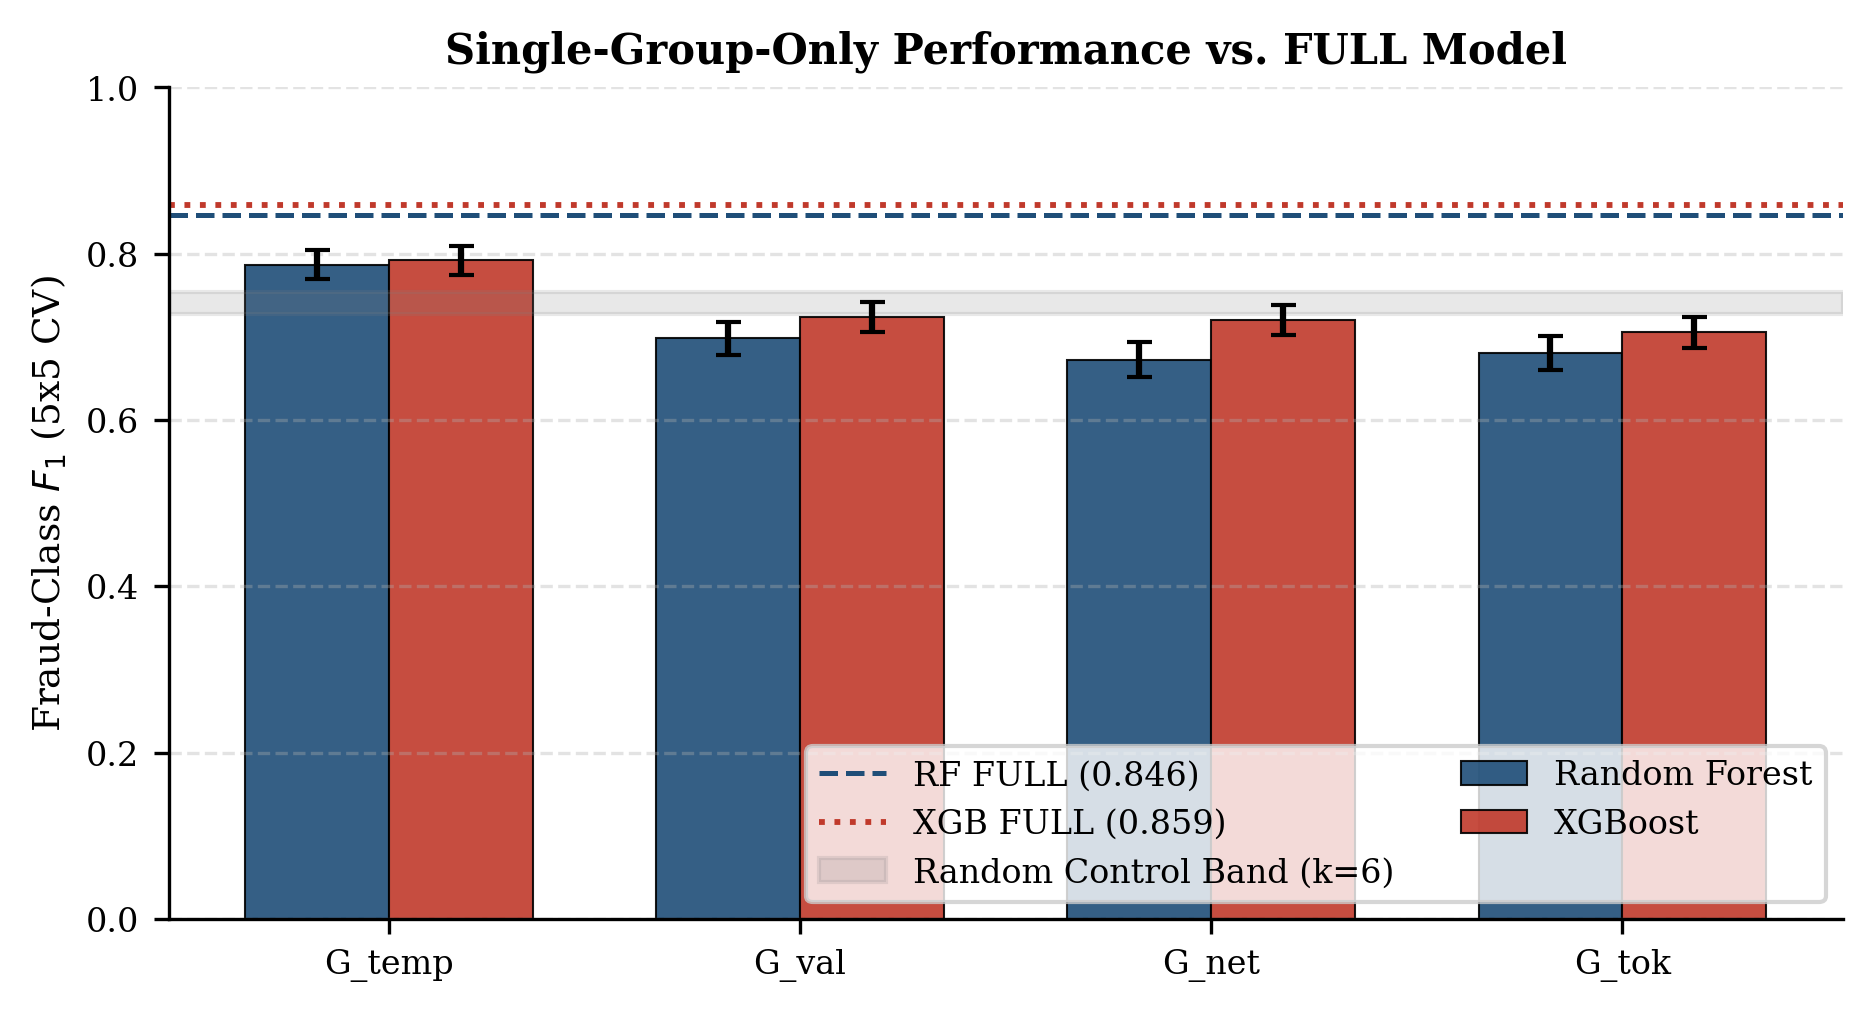 Single-Group-Only Performance vs. FULL Model
Fraud-Class F₁ (5x5 CV)
1.0
0.8
0.6
0.4
0.2
0.0
RF FULL (0.846)
XGB FULL (0.859)
Random Control Band (k=6)
Random Forest
XGBoost
G_temp
G_val
G_net
G_tok